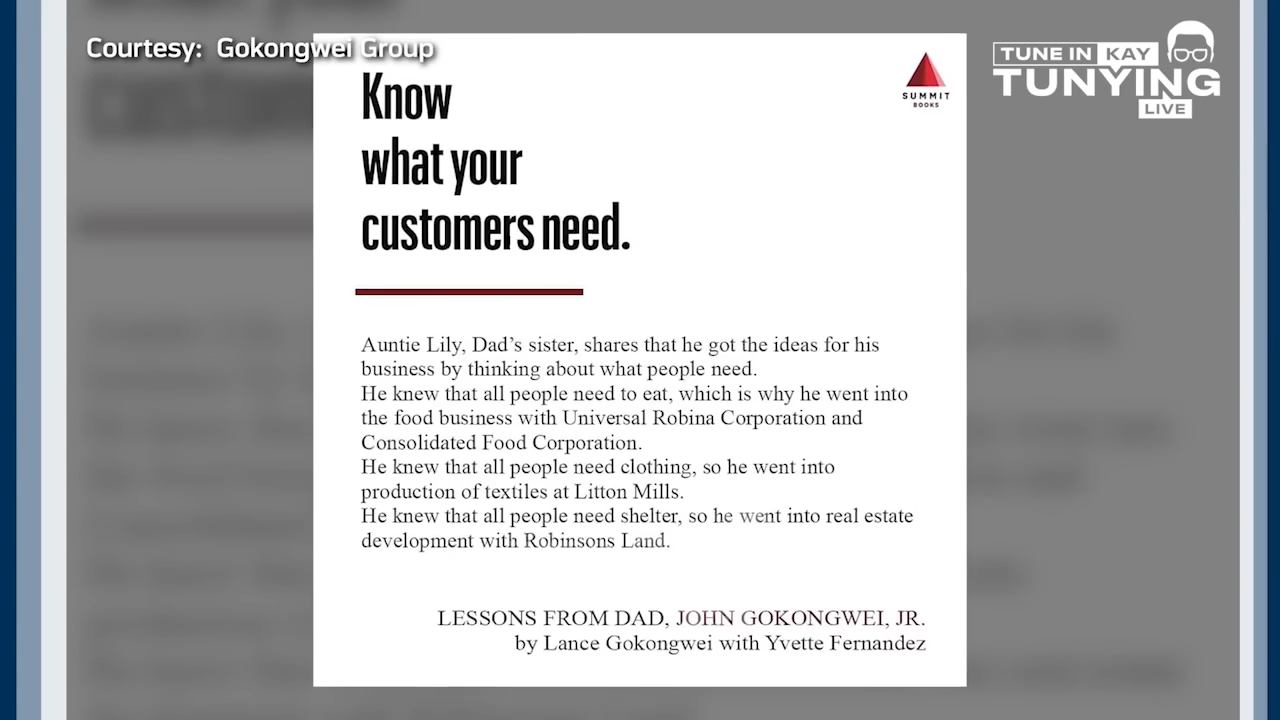 Courtesy: Gokongwei Group
TUNE IN KAY
TUNYING
LIVE
SUMMIT
BOOKS
Know
what your
customers need.
Auntie Lily, Dad's sister, shares that he got the ideas for his
business by thinking about what people need.
He knew that all people need to eat, which is why he went into
the food business with Universal Robina Corporation and
Consolidated Food Corporation.
He knew that all people need clothing, so he went into
production of textiles at Litton Mills.
He knew that all people need shelter, so he went into real estate
development with Robinsons Land.
LESSONS FROM DAD, JOHN GOKONGWEI, JR.
by Lance Gokongwei with Yvette Fernandez